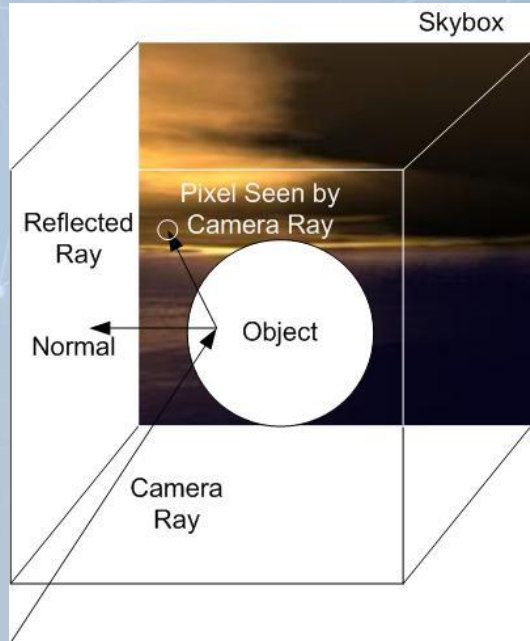 Skybox
Pixel Seen by
Camera Ray
Reflected
Ray
Normal
Object
Camera
Ray